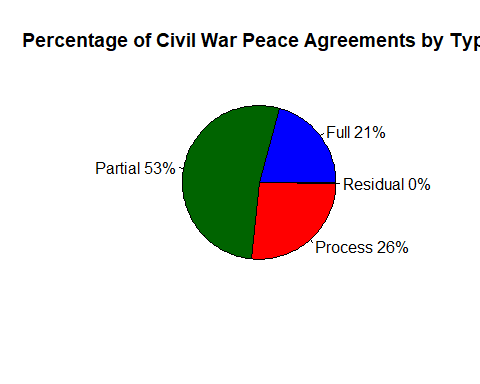 Percentage of Civil War Peace Agreements by Typ
Full 21%
Partial 53%
Residual 0%
Process 26%